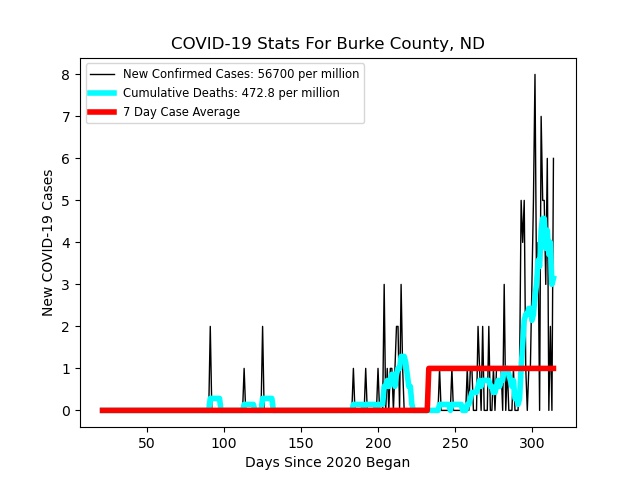 COVID-19 Stats For Burke County, ND
New Confirmed Cases: 56700 per million
Cumulative Deaths: 472.8 per million
7 Day Case Average
New COVID-19 Cases
8
7
6
5
4
3
2
1
0
50 100 150 200 250 300
Days Since 2020 Began